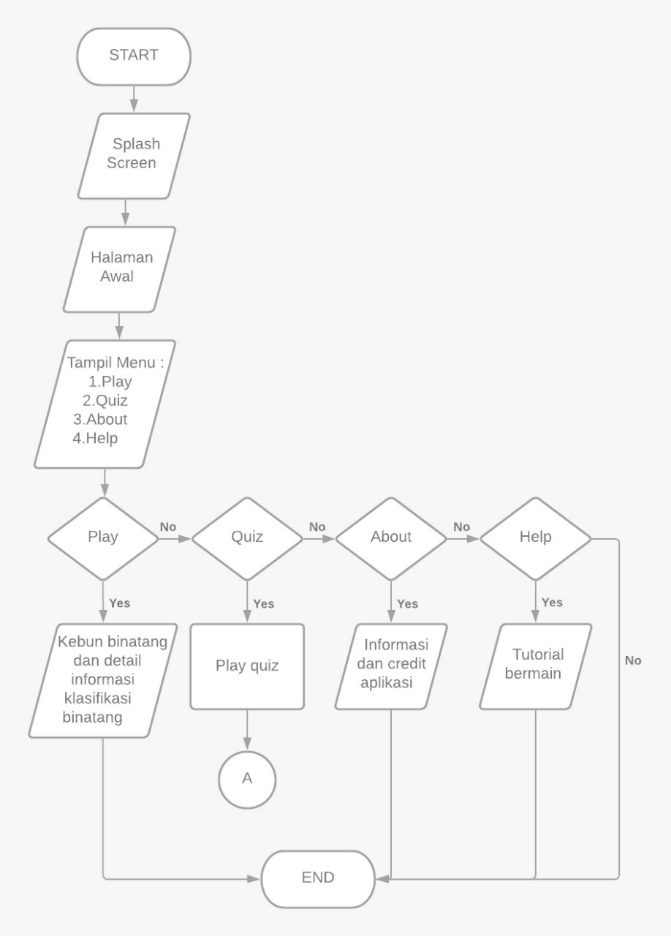 START
Splash
Screen
Halaman
Awal
Tampil Menu :
1.Play
2.Quiz
3.About
4.Help
Play
No
Quiz
No
About
No
Help
Yes
Yes
Yes
Yes
Kebun binatang
dan detail
informasi
klasifikasi
binatang
Play quiz
Informasi
dan credit
aplikasi
Tutorial
bermain
No
A
END